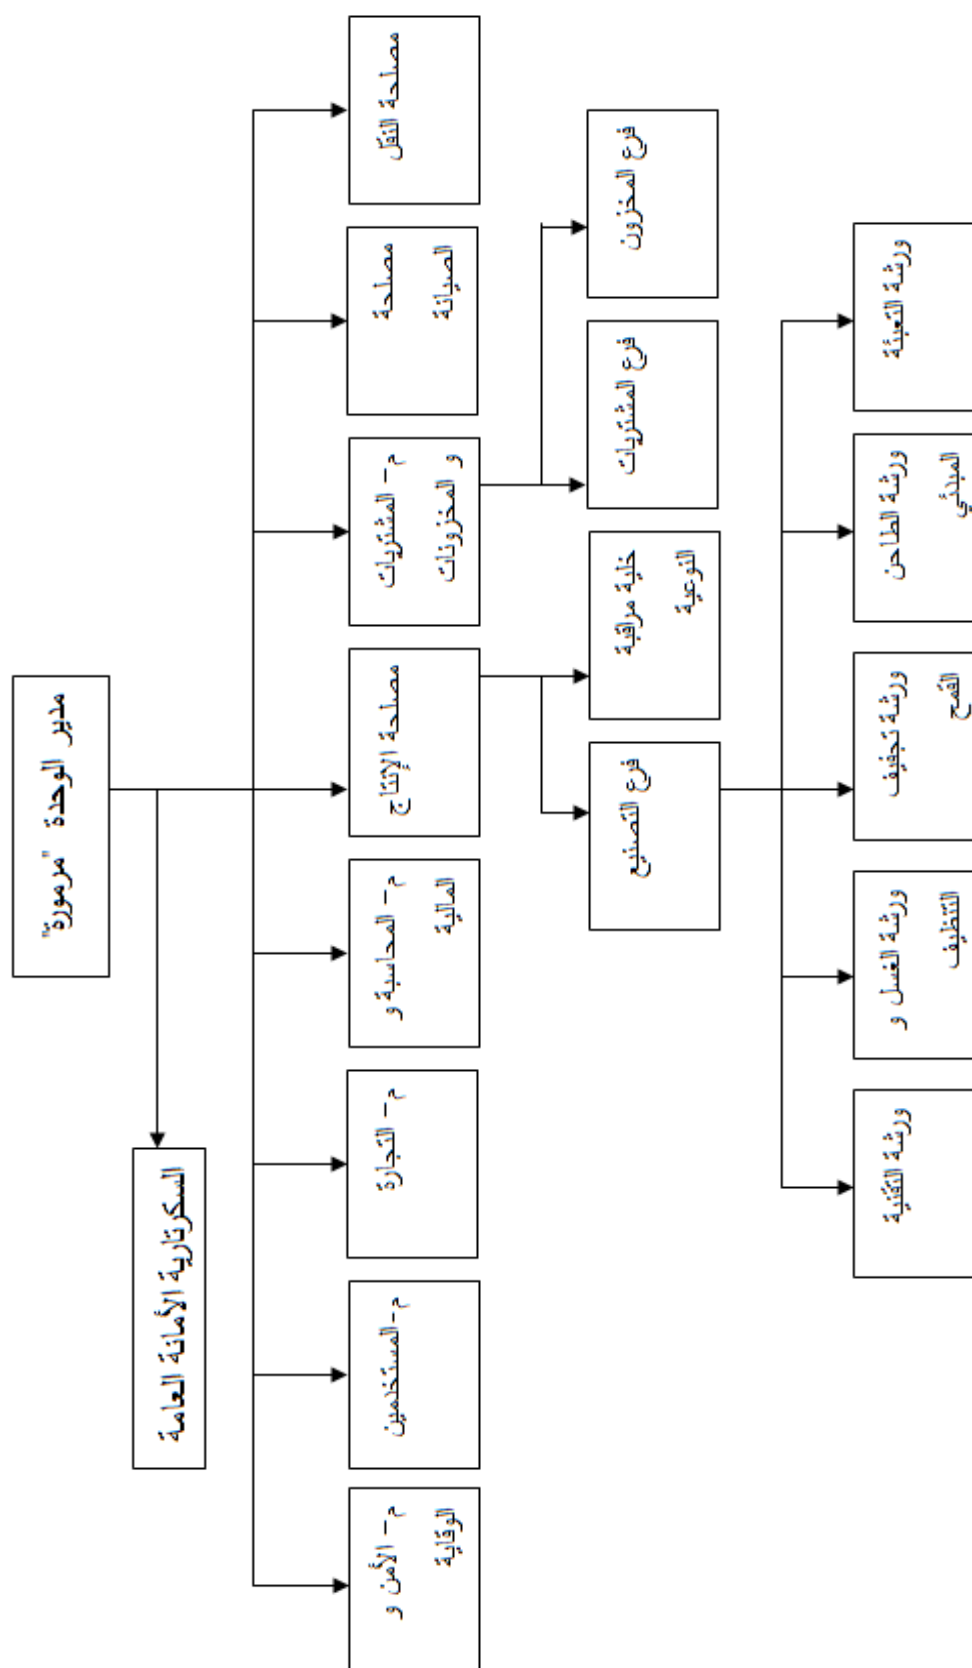 مدير الوحدة "مرمورة"
السكرتارية الأمانة العامة
مصلحة النقل
مصلحة
الصيانة
م- المشتريات
و المخزونات
مصلحة الإنتاج
م- المحاسبة و
المالية
م- التجارة
م-المستخدمين
م- الأمن و
الوقاية
فرع المخزون
فرع المشتريات
خلية مراقبة
النوعية
فرع التصنيع
ورشة التعبئة
ورشة الطاحن
المبدئي
ورشة تجفيف
القمح
ورشة الغسل و
التنظيف
ورشة التقنية